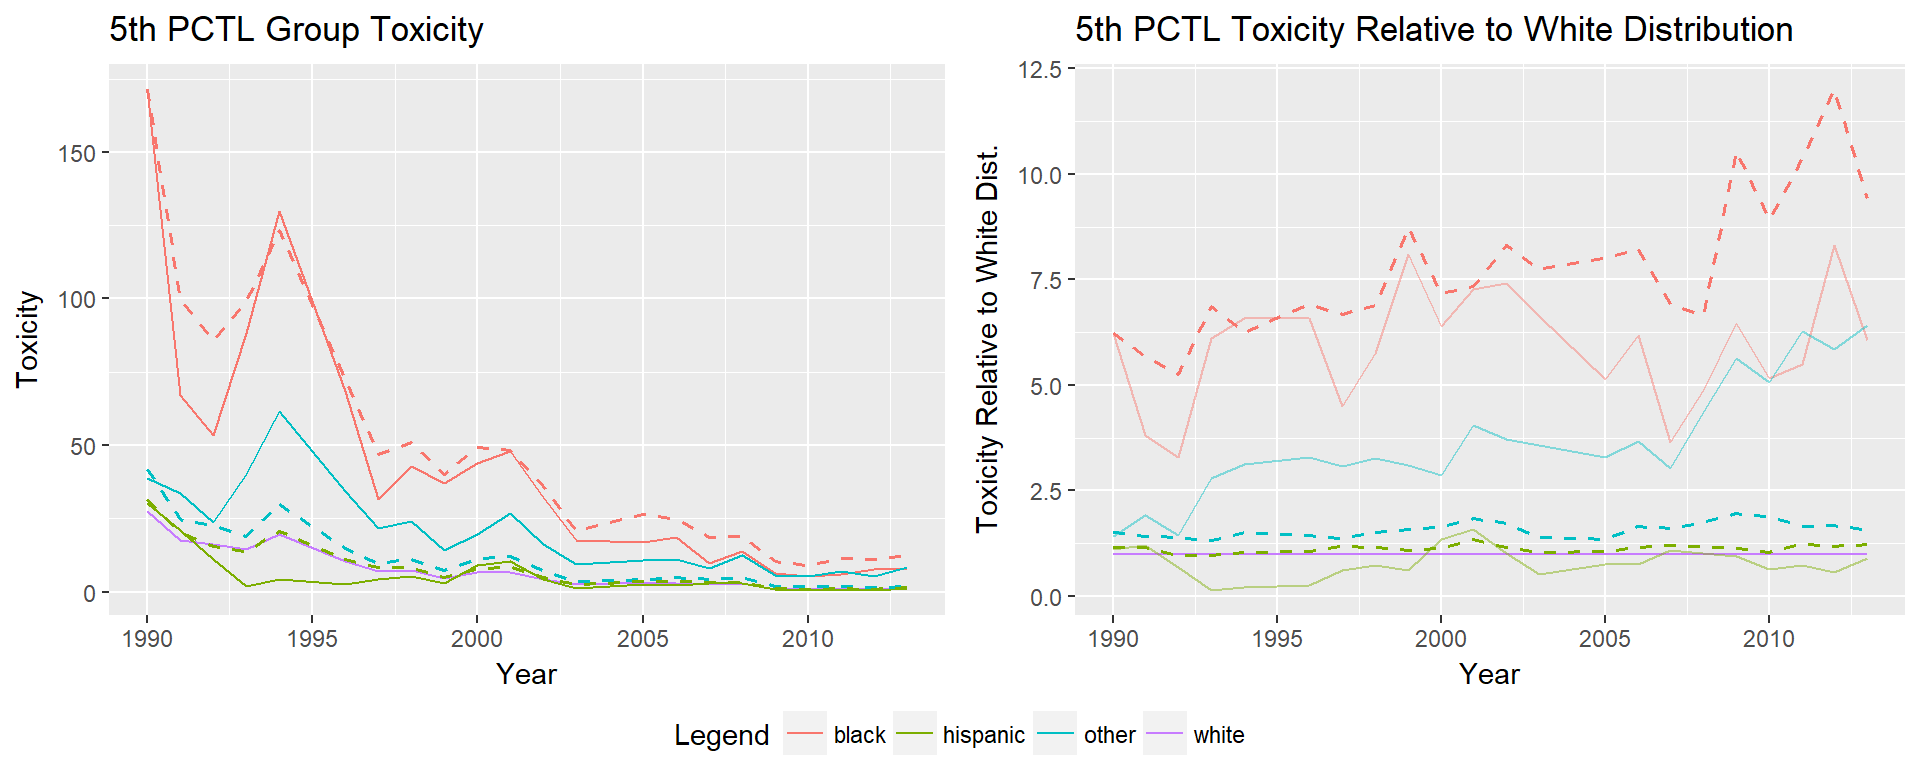 5th PCTL Group Toxicity
Toxicity
150
100
50
0
1990 1995 2000 2005 2010
Year
5th PCTL Toxicity Relative to White Distribution
Toxicity Relative to White Dist.
12.5
10.0
7.5
5.0
2.5
0.0
1990 1995 2000 2005 2010
Year
Legend black hispanic other white